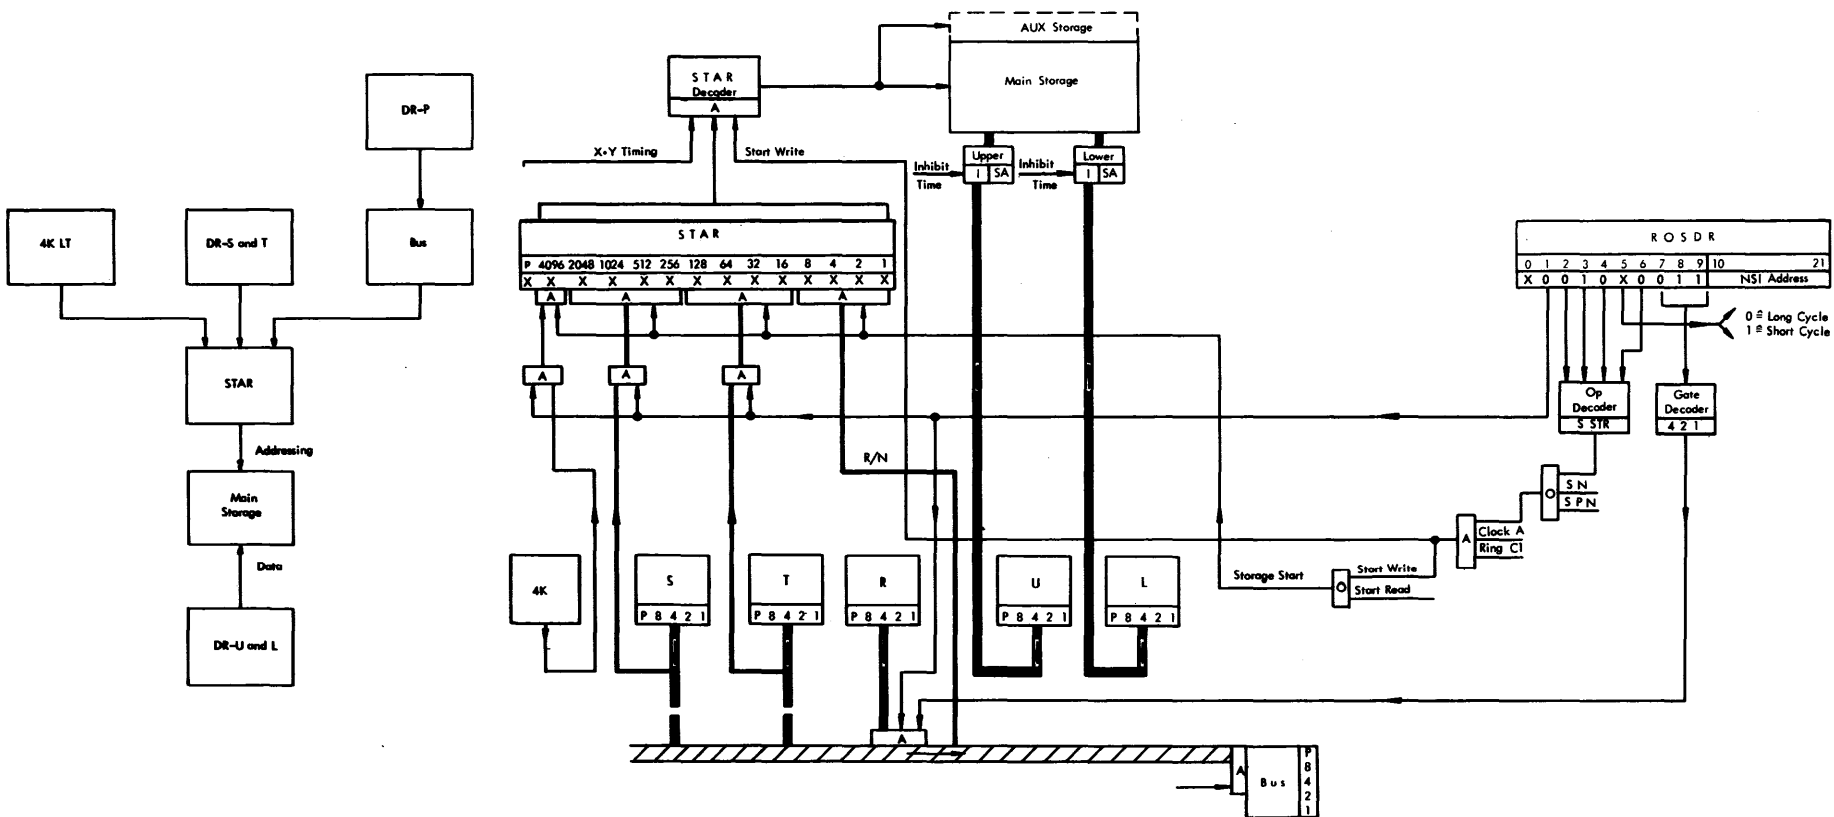 AUX Storage
Main Storage
STAR
Decoder
A
DR-P
X•Y Timing
Start Write
Upper
I SA
Lower
I SA
Inhibit
Time
Inhibit
Time
4K LT
DR-S and T
Bus
STAR
P 4096 2048 1024 512 256 128 64 32 16 8 4 2 1
X X X X X X X X X X X X X X
A A A A
ROSDR
0 1 2 3 4 5 6 7 8 9 10 21
X 0 0 1 0 X 0 0 1 1 NSI Address
0 ≙ Long Cycle
1 ≙ Short Cycle
STAR
A A A
Op
Decoder
S STR
Gate
Decoder
4 2 1
Addressing
R/N
Main
Storage
O
S N
S P N
A
Clock A
Ring C1
Data
Storage Start
O
Start Write
Start Read
4K
S
P 8 4 2 1
T
P 8 4 2 1
R
P 8 4 2 1
U
P 8 4 2 1
L
P 8 4 2 1
DR-U and L
A
A
Bus
P
8
4
2
1